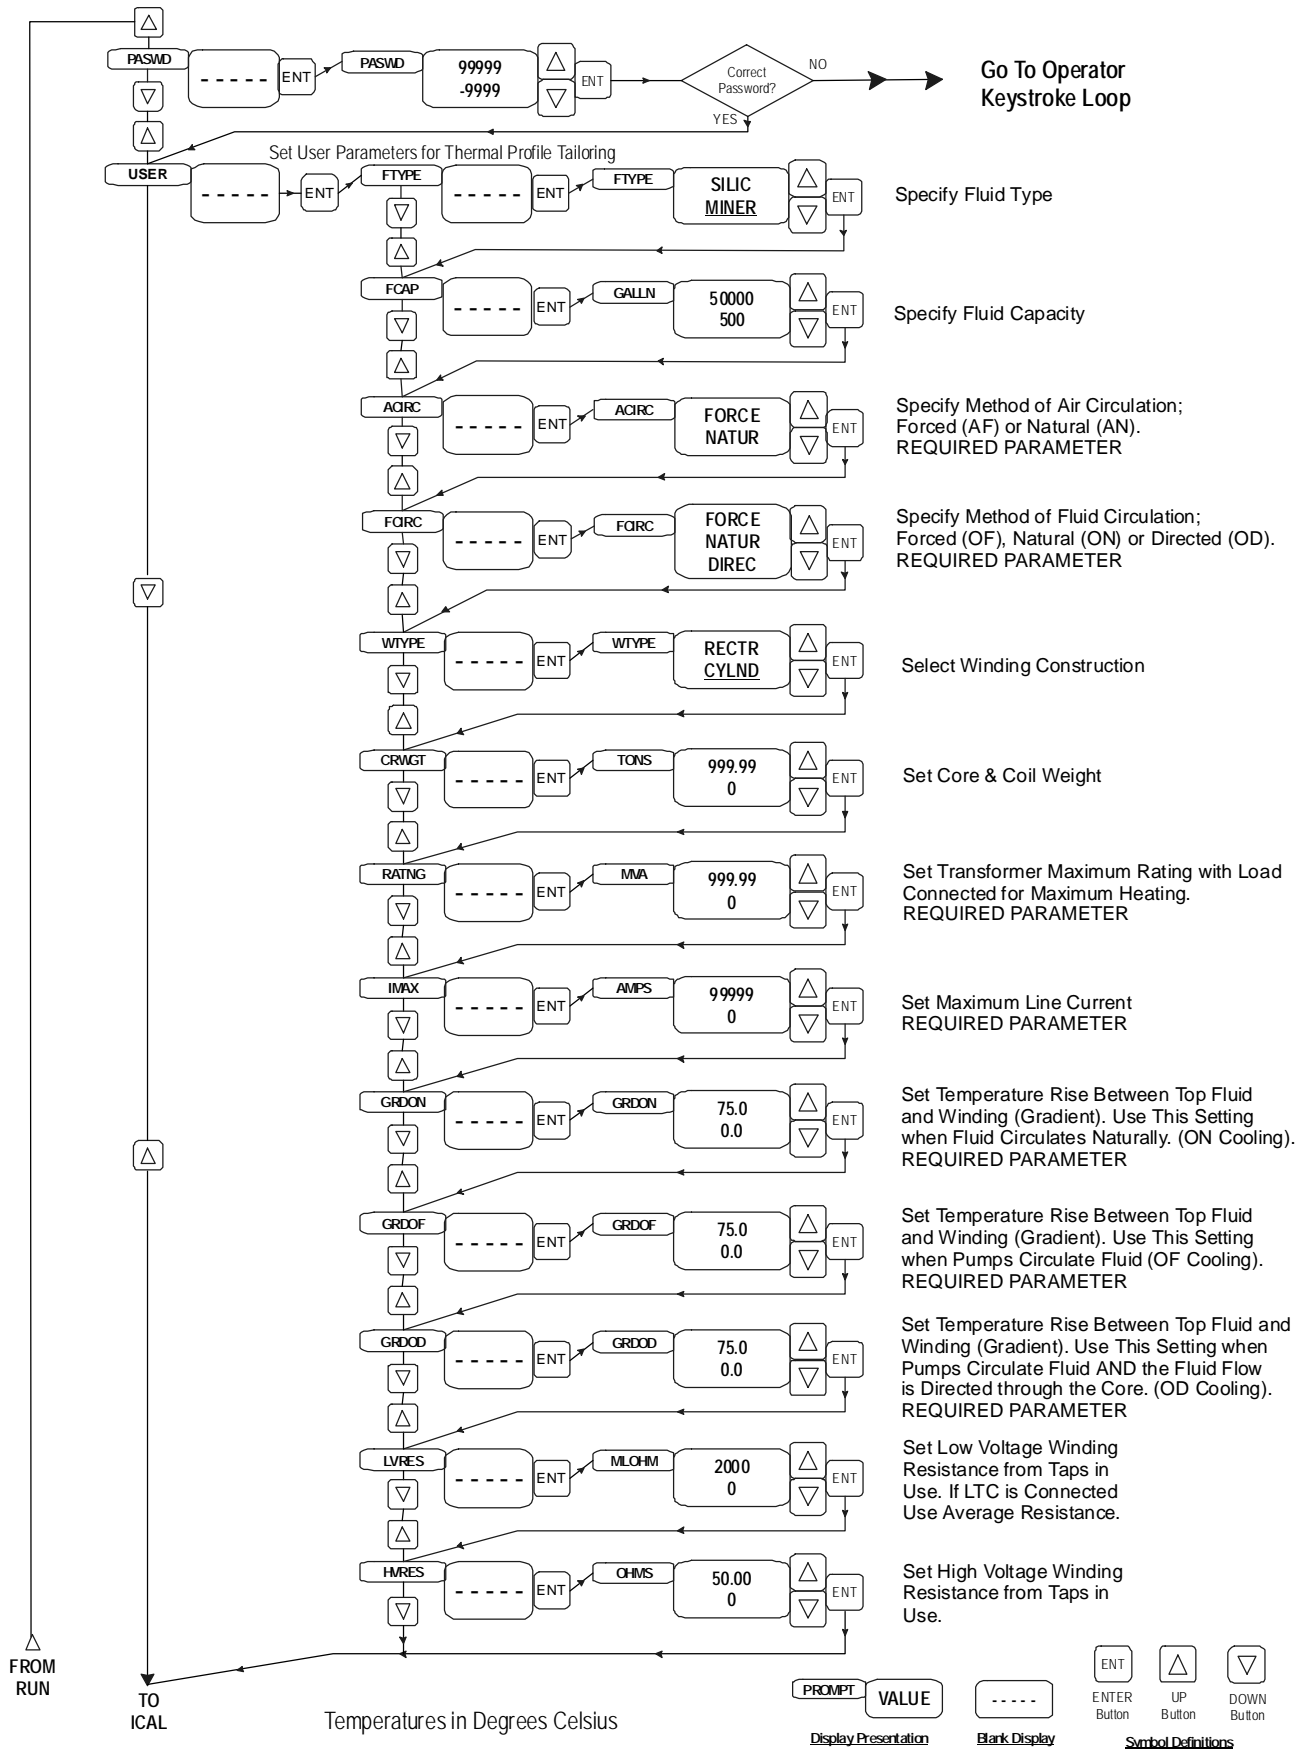 PASWD
- - - - -
ENT
PASWD
99999
-9999
ENT
Correct
Password?
NO
YES
Go To Operator
Keystroke Loop
Set User Parameters for Thermal Profile Tailoring
USER
- - - - -
ENT
FTYPE
- - - - -
ENT
FTYPE
SILIC
MINER
ENT
Specify Fluid Type
FCAP
- - - - -
ENT
GALLN
50000
500
ENT
Specify Fluid Capacity
ACIRC
- - - - -
ENT
ACIRC
FORCE
NATUR
ENT
Specify Method of Air Circulation;
Forced (AF) or Natural (AN).
REQUIRED PARAMETER
FCIRC
- - - - -
ENT
FCIRC
FORCE
NATUR
DIREC
ENT
Specify Method of Fluid Circulation;
Forced (OF), Natural (ON) or Directed (OD).
REQUIRED PARAMETER
WTYPE
- - - - -
ENT
WTYPE
RECTR
CYLND
ENT
Select Winding Construction
CRWGT
- - - - -
ENT
TONS
999.99
0
ENT
Set Core & Coil Weight
RATNG
- - - - -
ENT
MVA
999.99
0
ENT
Set Transformer Maximum Rating with Load
Connected for Maximum Heating.
REQUIRED PARAMETER
IMAX
- - - - -
ENT
AMPS
99999
0
ENT
Set Maximum Line Current
REQUIRED PARAMETER
GRDON
- - - - -
ENT
GRDON
75.0
0.0
ENT
Set Temperature Rise Between Top Fluid
and Winding (Gradient). Use This Setting
when Fluid Circulates Naturally. (ON Cooling).
REQUIRED PARAMETER
GRDOF
- - - - -
ENT
GRDOF
75.0
0.0
ENT
Set Temperature Rise Between Top Fluid
and Winding (Gradient). Use This Setting
when Pumps Circulate Fluid (OF Cooling).
REQUIRED PARAMETER
GRDOD
- - - - -
ENT
GRDOD
75.0
0.0
ENT
Set Temperature Rise Between Top Fluid and
Winding (Gradient). Use This Setting when
Pumps Circulate Fluid AND the Fluid Flow
is Directed through the Core. (OD Cooling).
REQUIRED PARAMETER
LVRES
- - - - -
ENT
MLOHM
2000
0
ENT
Set Low Voltage Winding
Resistance from Taps in
Use. If LTC is Connected
Use Average Resistance.
HVRES
- - - - -
ENT
OHMS
50.00
0
ENT
Set High Voltage Winding
Resistance from Taps in
Use.
FROM
RUN
TO
ICAL
Temperatures in Degrees Celsius
PROMPT
VALUE
Display Presentation
- - - - -
Blank Display
ENT
ENTER
Button
UP
Button
DOWN
Button
Symbol Definitions